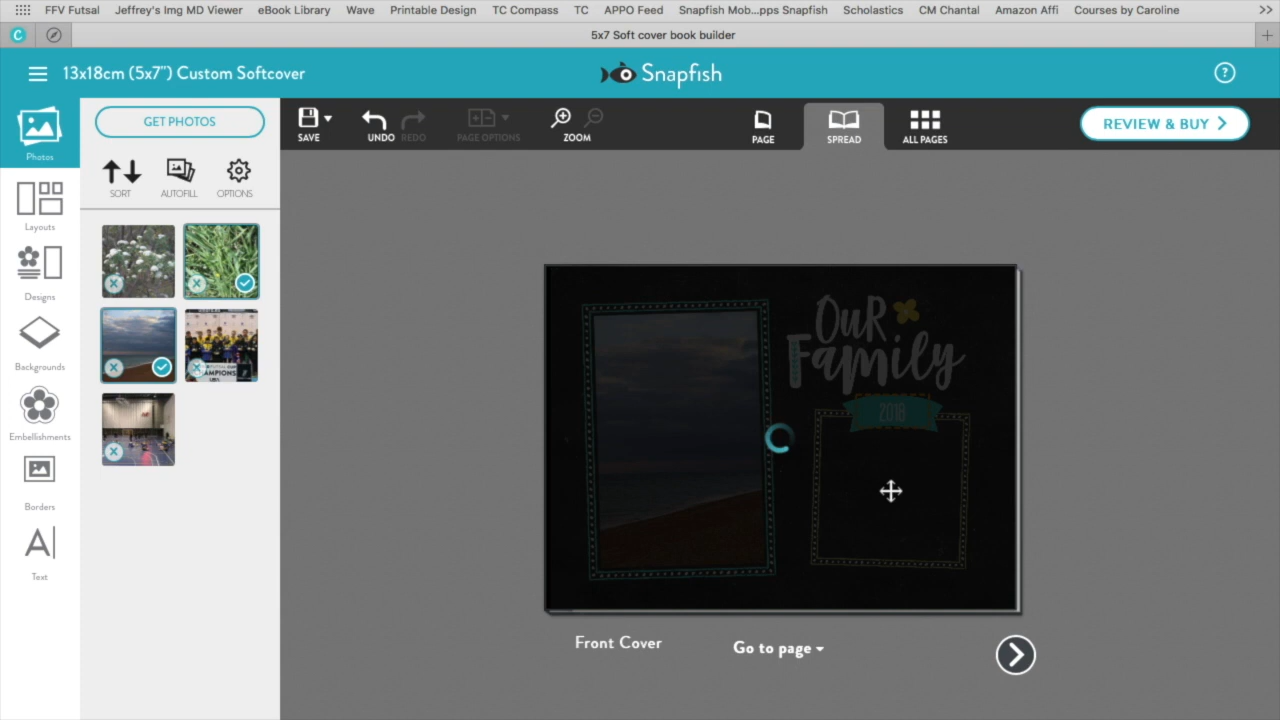 FFV Futsal Jeffrey's Img MD Viewer eBook Library Wave Printable Design TC Compass TC APPO Feed Snapfish Mob...pps Snapfish Scholastics CM Chantal Amazon Affi Courses by Caroline >>
C 5x7 Soft cover book builder +
13x18cm (5x7") Custom Softcover Snapfish ?
Photos
GET PHOTOS
SAVE UNDO REDO PAGE OPTIONS ZOOM PAGE SPREAD ALL PAGES REVIEW & BUY
SORT AUTOFILL OPTIONS
Layouts
Designs
Backgrounds
Embellishments
Borders
Text
OuR
Family
2018
Front Cover Go to page